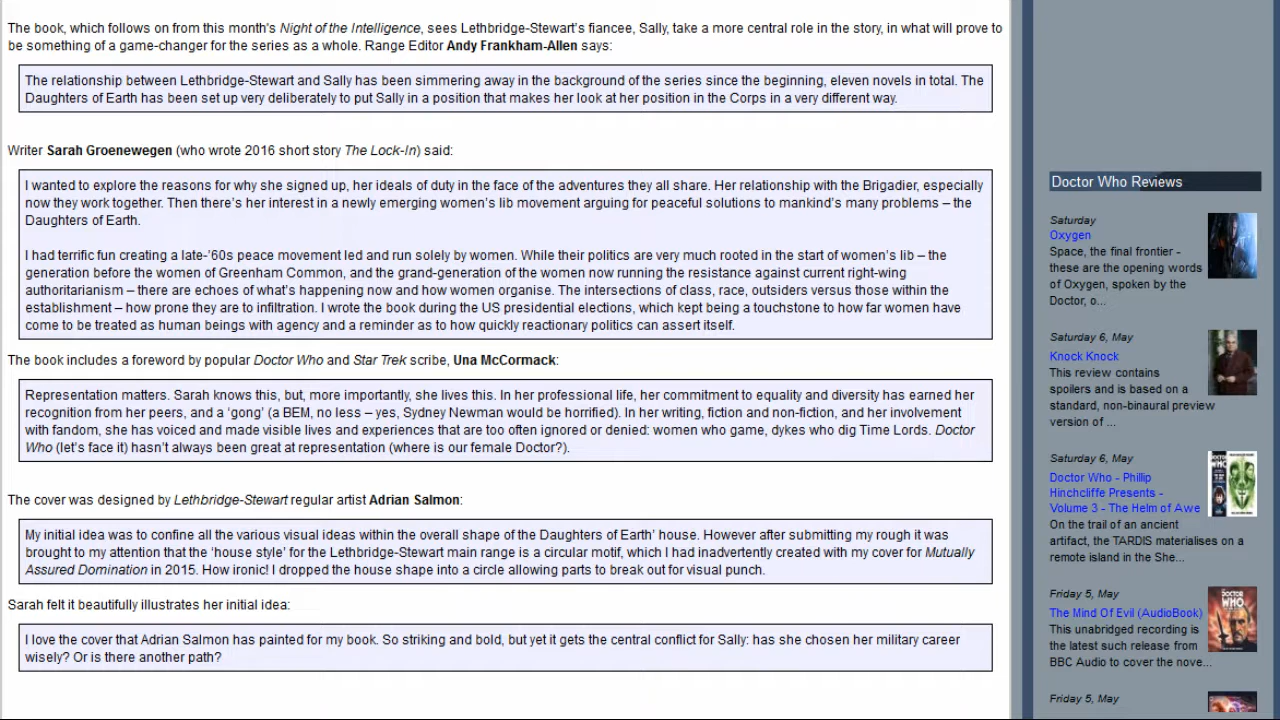 The book, which follows on from this month's Night of the Intelligence, sees Lethbridge-Stewart's fiancee, Sally, take a more central role in the story, in what will prove to
be something of a game-changer for the series as a whole. Range Editor Andy Frankham-Allen says:
The relationship between Lethbridge-Stewart and Sally has been simmering away in the background of the series since the beginning, eleven novels in total. The
Daughters of Earth has been set up very deliberately to put Sally in a position that makes her look at her position in the Corps in a very different way.
Writer Sarah Groenewegen (who wrote 2016 short story The Lock-In) said:
I wanted to explore the reasons for why she signed up, her ideals of duty in the face of the adventures they all share. Her relationship with the Brigadier, especially
now they work together. Then there's her interest in a newly emerging women's lib movement arguing for peaceful solutions to mankind's many problems – the
Daughters of Earth.
I had terrific fun creating a late-'60s peace movement led and run solely by women. While their politics are very much rooted in the start of women's lib – the
generation before the women of Greenham Common, and the grand-generation of the women now running the resistance against current right-wing
authoritarianism – there are echoes of what's happening now and how women organise. The intersections of class, race, outsiders versus those within the
establishment – how prone they are to infiltration. I wrote the book during the US presidential elections, which kept being a touchstone to how far women have
come to be treated as human beings with agency and a reminder as to how quickly reactionary politics can assert itself.
The book includes a foreword by popular Doctor Who and Star Trek scribe, Una McCormack:
Representation matters. Sarah knows this, but, more importantly, she lives this. In her professional life, her commitment to equality and diversity has earned her
recognition from her peers, and a 'gong' (a BEM, no less – yes, Sydney Newman would be horrified). In her writing, fiction and non-fiction, and her involvement
with fandom, she has voiced and made visible lives and experiences that are too often ignored or denied: women who game, dykes who dig Time Lords. Doctor
Who (let's face it) hasn't always been great at representation (where is our female Doctor?).
The cover was designed by Lethbridge-Stewart regular artist Adrian Salmon:
My initial idea was to confine all the various visual ideas within the overall shape of the Daughters of Earth' house. However after submitting my rough it was
brought to my attention that the 'house style' for the Lethbridge-Stewart main range is a circular motif, which I had inadvertently created with my cover for Mutually
Assured Domination in 2015. How ironic! I dropped the house shape into a circle allowing parts to break out for visual punch.
Sarah felt it beautifully illustrates her initial idea:
I love the cover that Adrian Salmon has painted for my book. So striking and bold, but yet it gets the central conflict for Sally: has she chosen her military career
wisely? Or is there another path?
Doctor Who Reviews
Saturday
Oxygen
Space, the final frontier -
these are the opening words
of Oxygen, spoken by the
Doctor, o...
Saturday 6, May
Knock Knock
This review contains
spoilers and is based on a
standard, non-binaural preview
version of ...
Saturday 6, May
Doctor Who - Phillip
Hinchcliffe Presents -
Volume 3 - The Helm of Awe
On the trail of an ancient
artifact, the TARDIS materialises on a
remote island in the She...
Friday 5, May
The Mind Of Evil (AudioBook)
This unabridged recording is
the latest such release from
BBC Audio to cover the nove...
DOCTOR
WHO
Friday 5, May